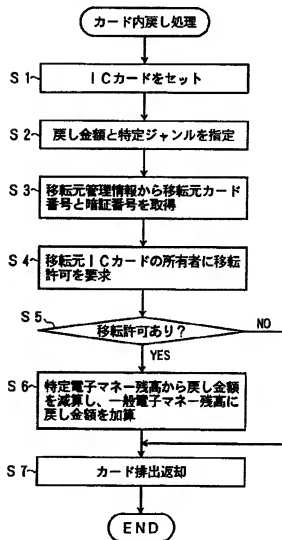 カード内戻し処理
S1
ICカードをセット
S2
戻し金額と特定ジャンルを指定
S3
移転元管理情報から移転元カード
番号と暗証番号を取得
S4
移転元ICカードの所有者に移転
許可を要求
S5
移転許可あり?
NO
YES
S6
特定電子マネー残高から戻し金額
を減算し、一般電子マネー残高に
戻し金額を加算
S7
カード排出返却
END